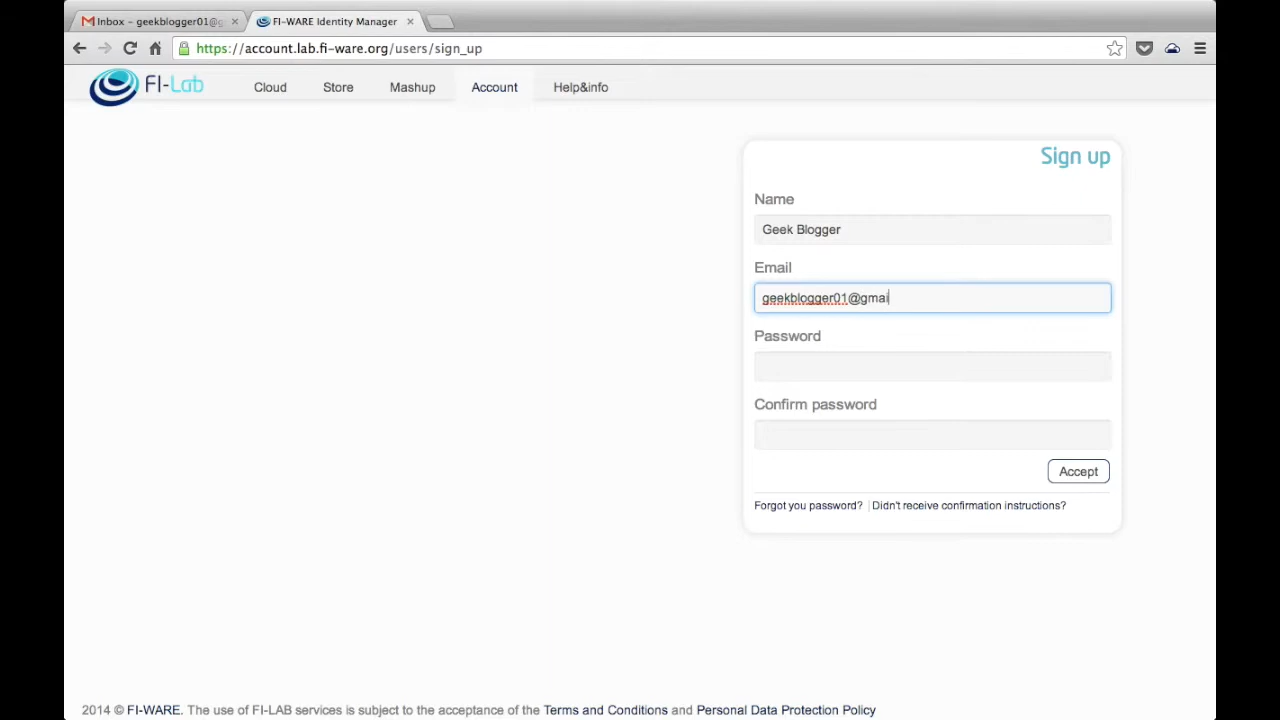 Inbox - geekblogger01@g
FI-WARE Identity Manager
https://account.lab.fi-ware.org/users/sign_up
FI-Lab
Cloud
Store
Mashup
Account
Help&info
Sign up
Name
Geek Blogger
Email
geekblogger01@gmai
Password
Confirm password
Accept
Forgot you password? | Didn't receive confirmation instructions?
2014 © FI-WARE. The use of FI-LAB services is subject to the acceptance of the Terms and Conditions and Personal Data Protection Policy